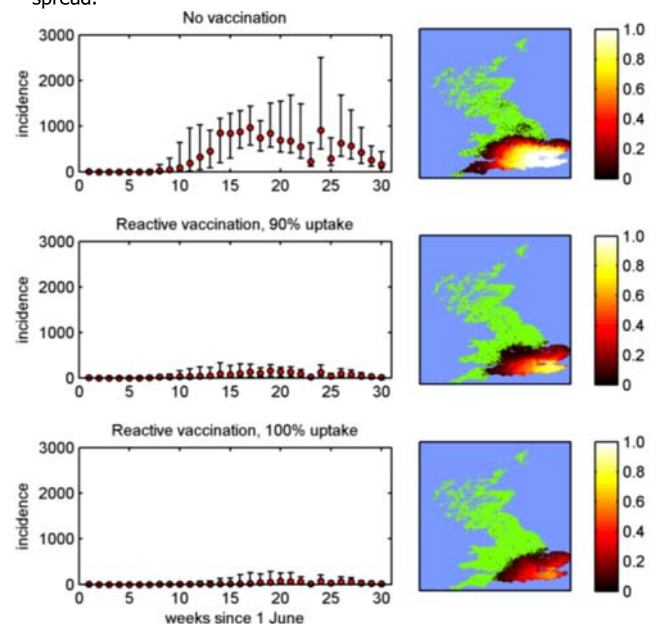 spread.
No vaccination
3000
2000
1000
0
incidence
0 5 10 15 20 25 30
1.0
0.8
0.6
0.4
0.2
0
Reactive vaccination, 90% uptake
3000
2000
1000
0
incidence
0 5 10 15 20 25 30
1.0
0.8
0.6
0.4
0.2
0
Reactive vaccination, 100% uptake
3000
2000
1000
0
incidence
0 5 10 15 20 25 30
weeks since 1 June
1.0
0.8
0.6
0.4
0.2
0